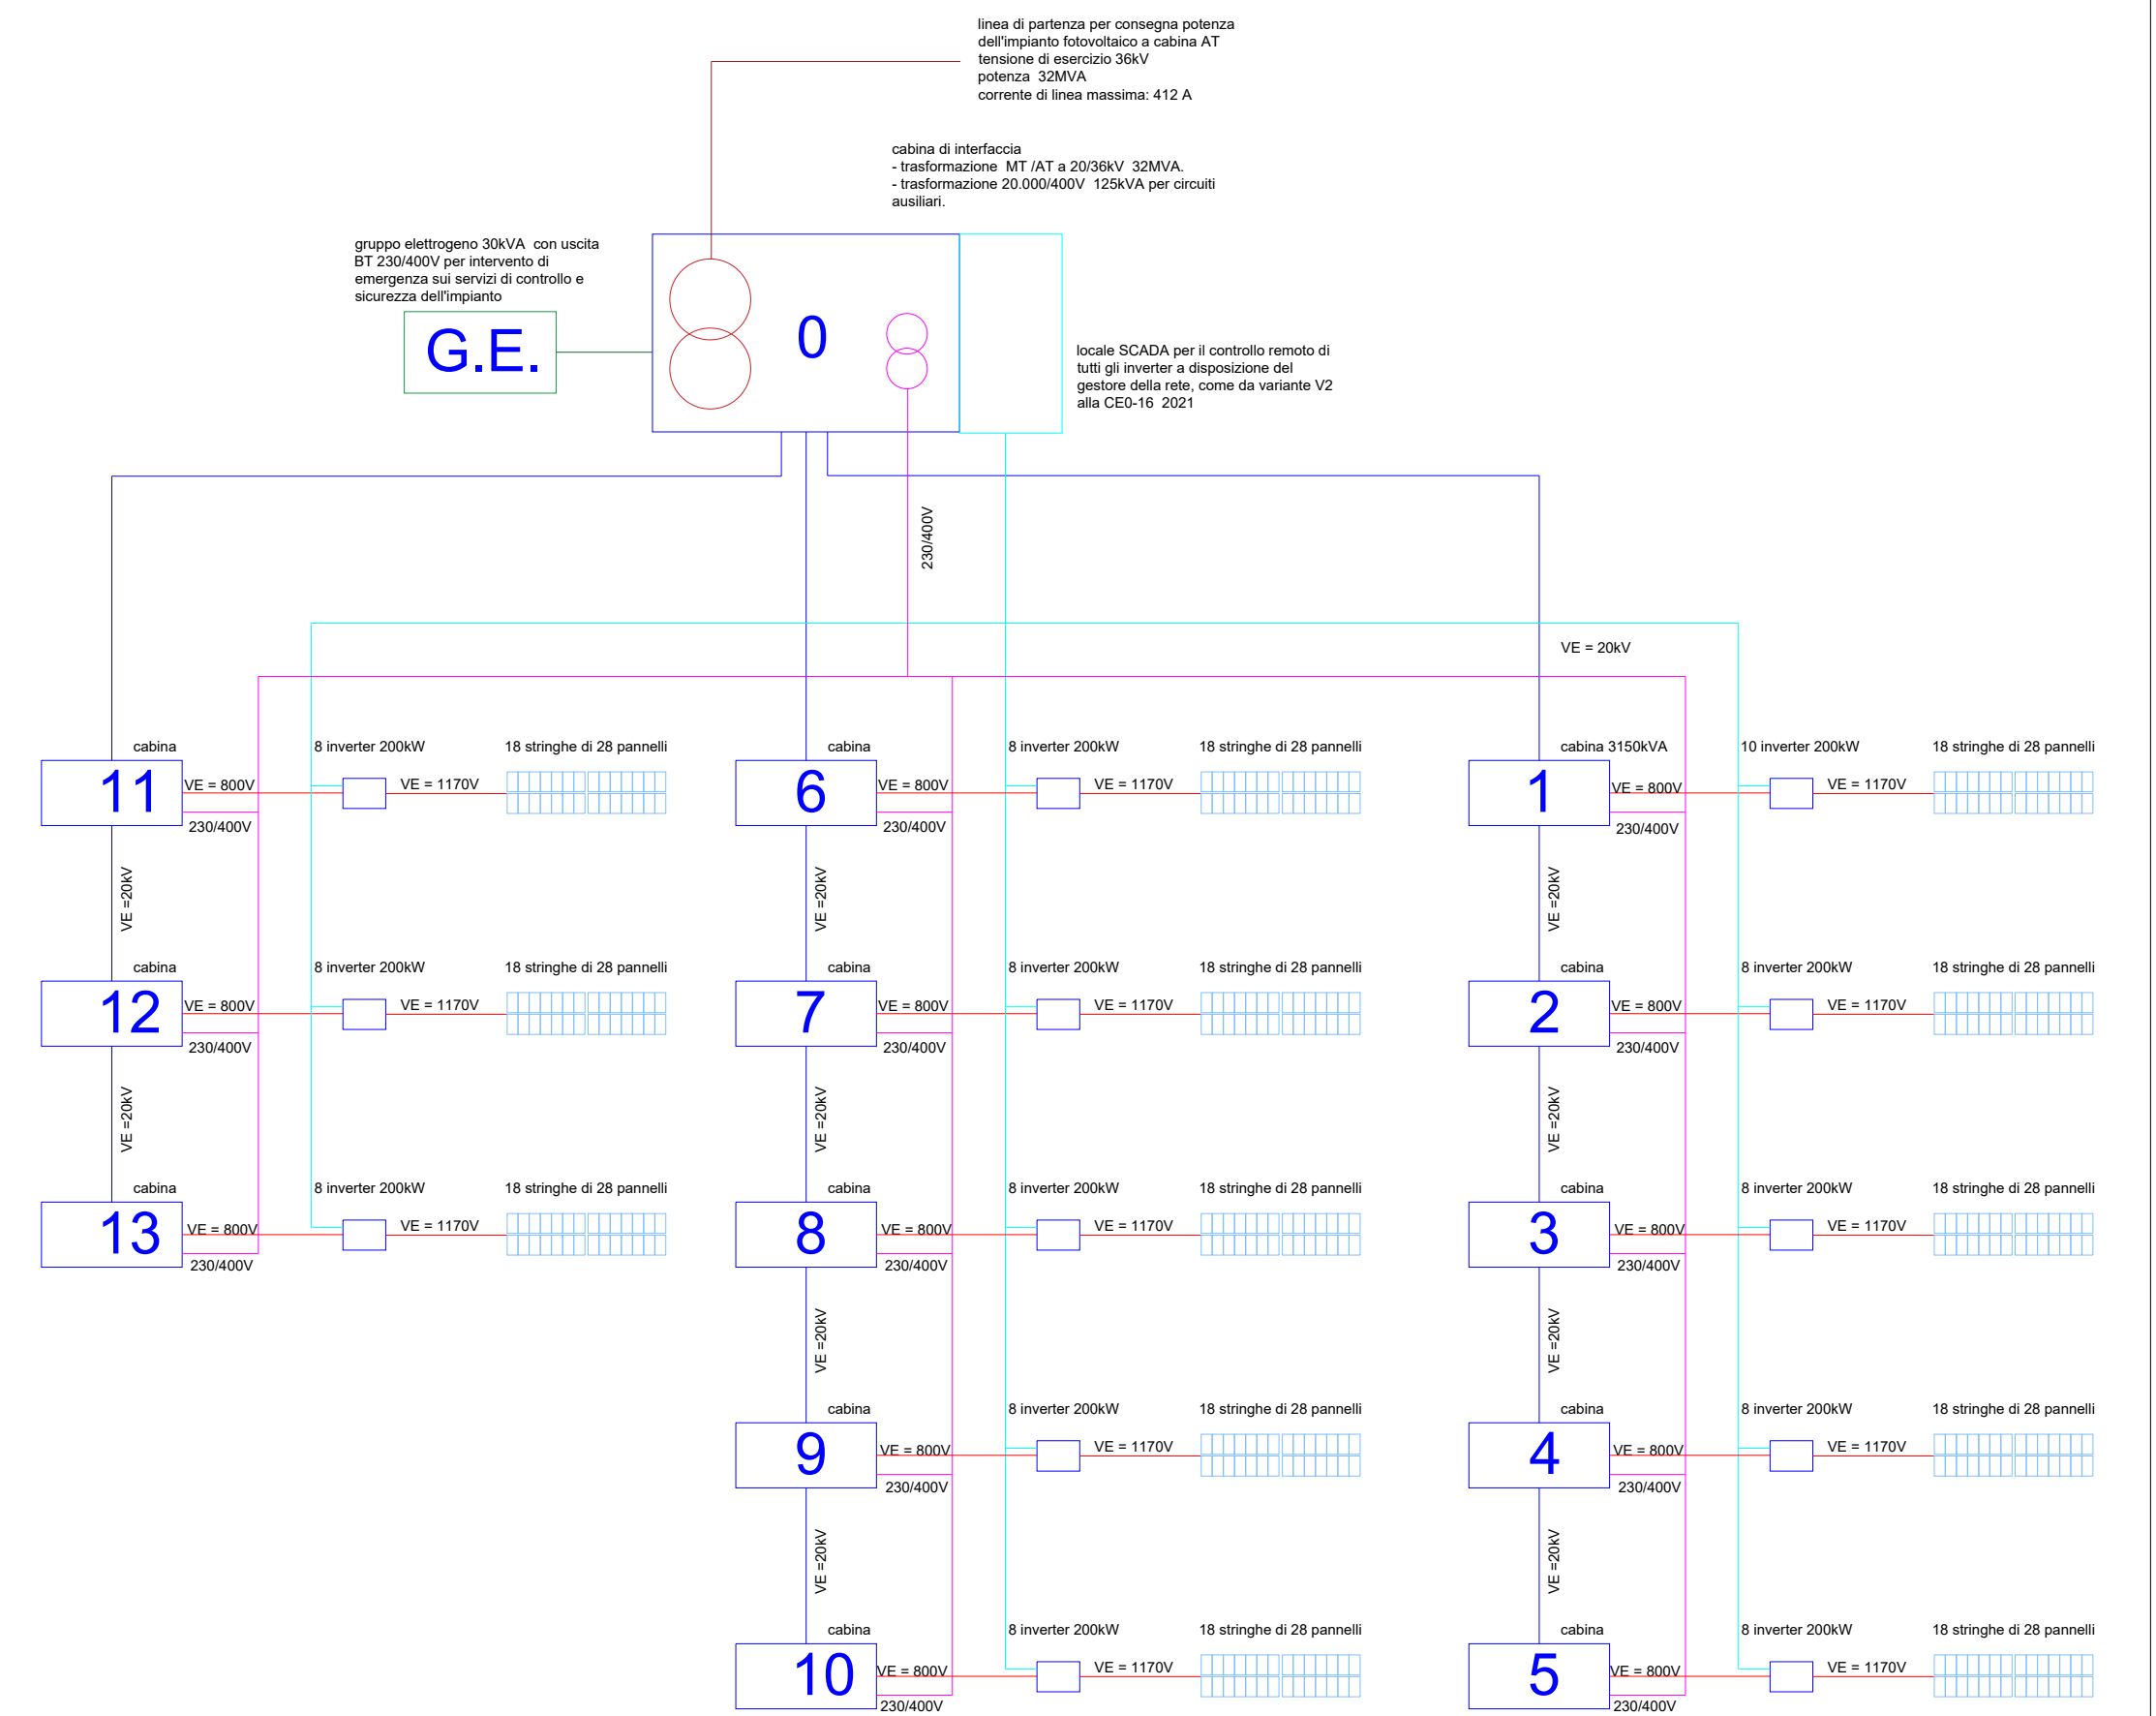 linea di partenza per consegna potenza
dell'impianto fotovoltaico a cabina AT
tensione di esercizio 36kV
potenza 32MVA
corrente di linea massima: 412 A
cabina di interfaccia
- trasformazione MT /AT a 20/36kV 32MVA.
- trasformazione 20.000/400V 125kVA per circuiti
ausiliari.
gruppo elettrogeno 30kVA con uscita
BT 230/400V per intervento di
emergenza sui servizi di controllo e
sicurezza dell'impianto
G.E.
0
locale SCADA per il controllo remoto di
tutti gli inverter a disposizione del
gestore della rete, come da variante V2
alla CE0-16 2021
230/400V
VE = 20kV
cabina
8 inverter 200kW
18 stringhe di 28 pannelli
11
VE = 800V
VE = 1170V
230/400V
VE =20kV
cabina
8 inverter 200kW
18 stringhe di 28 pannelli
6
VE = 800V
VE = 1170V
230/400V
VE =20kV
cabina 3150kVA
10 inverter 200kW
18 stringhe di 28 pannelli
1
VE = 800V
VE = 1170V
230/400V
VE =20kV
cabina
8 inverter 200kW
18 stringhe di 28 pannelli
12
VE = 800V
VE = 1170V
230/400V
VE =20kV
cabina
8 inverter 200kW
18 stringhe di 28 pannelli
7
VE = 800V
VE = 1170V
230/400V
VE =20kV
cabina
8 inverter 200kW
18 stringhe di 28 pannelli
2
VE = 800V
VE = 1170V
230/400V
VE =20kV
cabina
8 inverter 200kW
18 stringhe di 28 pannelli
13
VE = 800V
VE = 1170V
230/400V
cabina
8 inverter 200kW
18 stringhe di 28 pannelli
8
VE = 800V
VE = 1170V
230/400V
VE =20kV
cabina
8 inverter 200kW
18 stringhe di 28 pannelli
3
VE = 800V
VE = 1170V
230/400V
VE =20kV
cabina
8 inverter 200kW
18 stringhe di 28 pannelli
9
VE = 800V
VE = 1170V
230/400V
VE =20kV
cabina
8 inverter 200kW
18 stringhe di 28 pannelli
4
VE = 800V
VE = 1170V
230/400V
VE =20kV
cabina
8 inverter 200kW
18 stringhe di 28 pannelli
10
VE = 800V
VE = 1170V
230/400V
cabina
8 inverter 200kW
18 stringhe di 28 pannelli
5
VE = 800V
VE = 1170V
230/400V